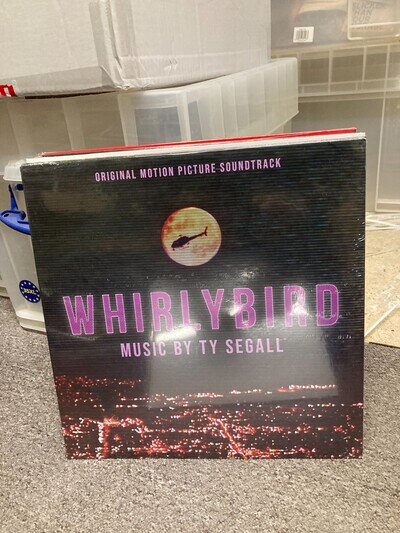 ORIGINAL MOTION PICTURE SOUNDTRACK
WHIRLYBIRD
MUSIC BY TY SEGALL